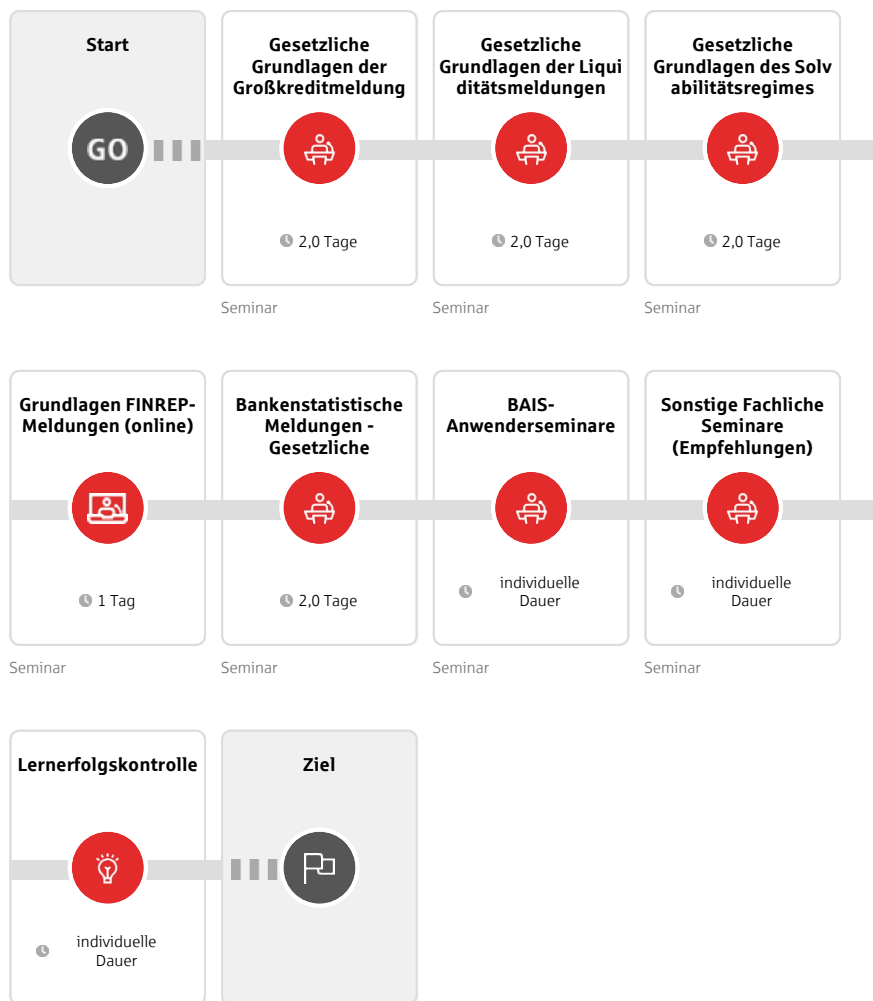 Start
GO
Gesetzliche
Grundlagen der
Großkreditmeldung
2,0 Tage
Seminar
Gesetzliche
Grundlagen der Liqui
ditätsmeldungen
2,0 Tage
Seminar
Gesetzliche
Grundlagen des Solv
abilitätsregimes
2,0 Tage
Seminar
Grundlagen FINREP-
Meldungen (online)
1 Tag
Seminar
Bankenstatistische
Meldungen -
Gesetzliche
2,0 Tage
Seminar
BAIS-
Anwenderseminare
individuelle
Dauer
Seminar
Sonstige Fachliche
Seminare
(Empfehlungen)
individuelle
Dauer
Seminar
Lernerfolgskontrolle
individuelle
Dauer
Ziel